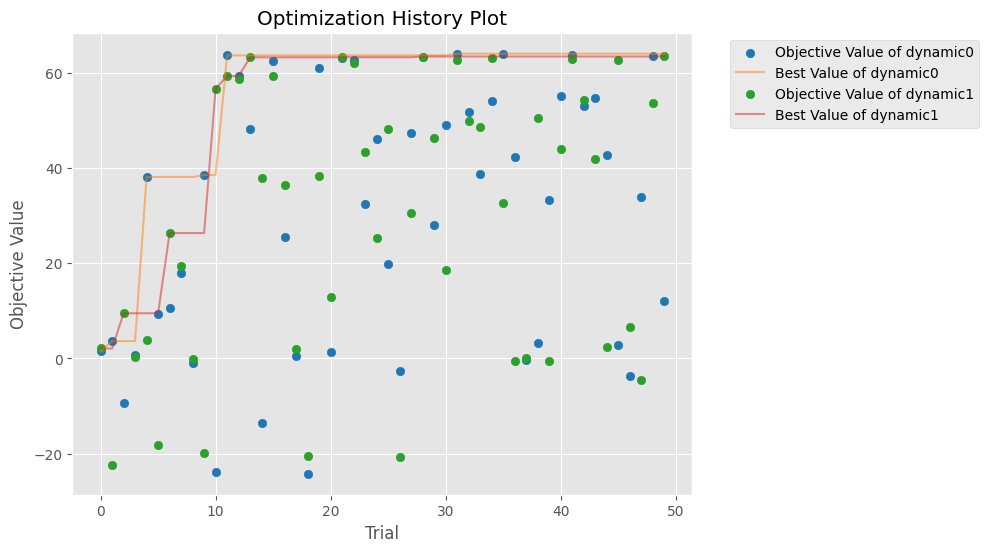 Optimization History Plot
Objective Value
60
40
20
0
−20
0
10
20
30
40
50
Trial
Objective Value of dynamic0
Best Value of dynamic0
Objective Value of dynamic1
Best Value of dynamic1